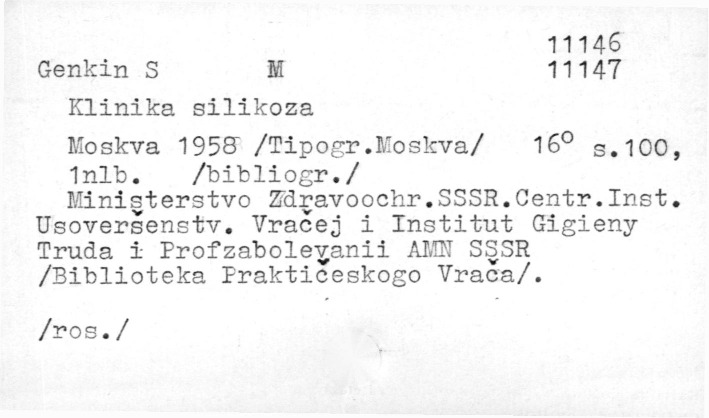 11146
Genkin S M 11147
Klinika silikoza
Moskva 1958 /Tipogr.Moskva/ 16° s.100,
1nlb. /bibliogr./
Ministerstvo Zdravoochr.SSSR.Centr.Inst.
Usoveršenstv. Vračej i Institut Gigieny
Truda i Profzabolevanii AMN SSSR
/Biblioteka Praktičeskogo Vrača/.
/ros./